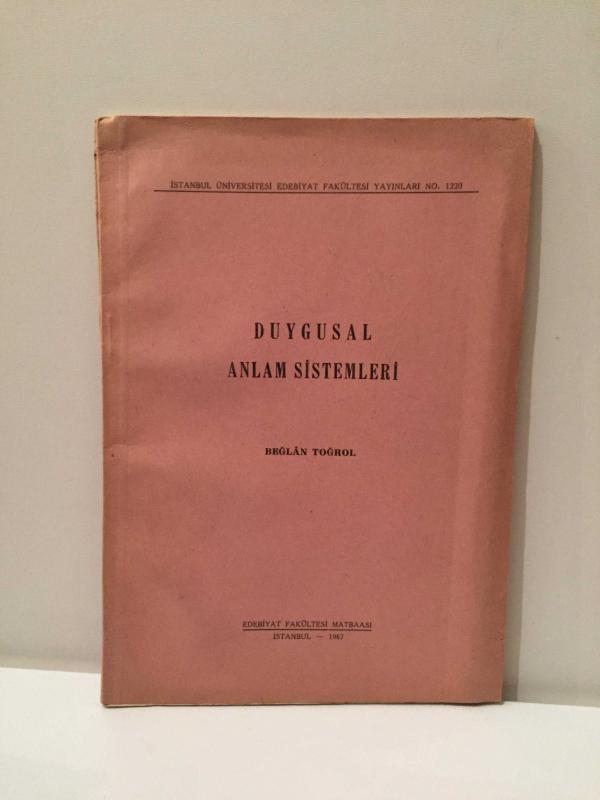 İSTANBUL ÜNİVERSİTESİ EDEBİYAT FAKÜLTESİ YAYINLARI NO. 1220
DUYGUSAL
ANLAM SİSTEMLERİ
BEĞLÂN TOĞROL
EDEBİYAT FAKÜLTESİ MATBAASI
İSTANBUL — 1967